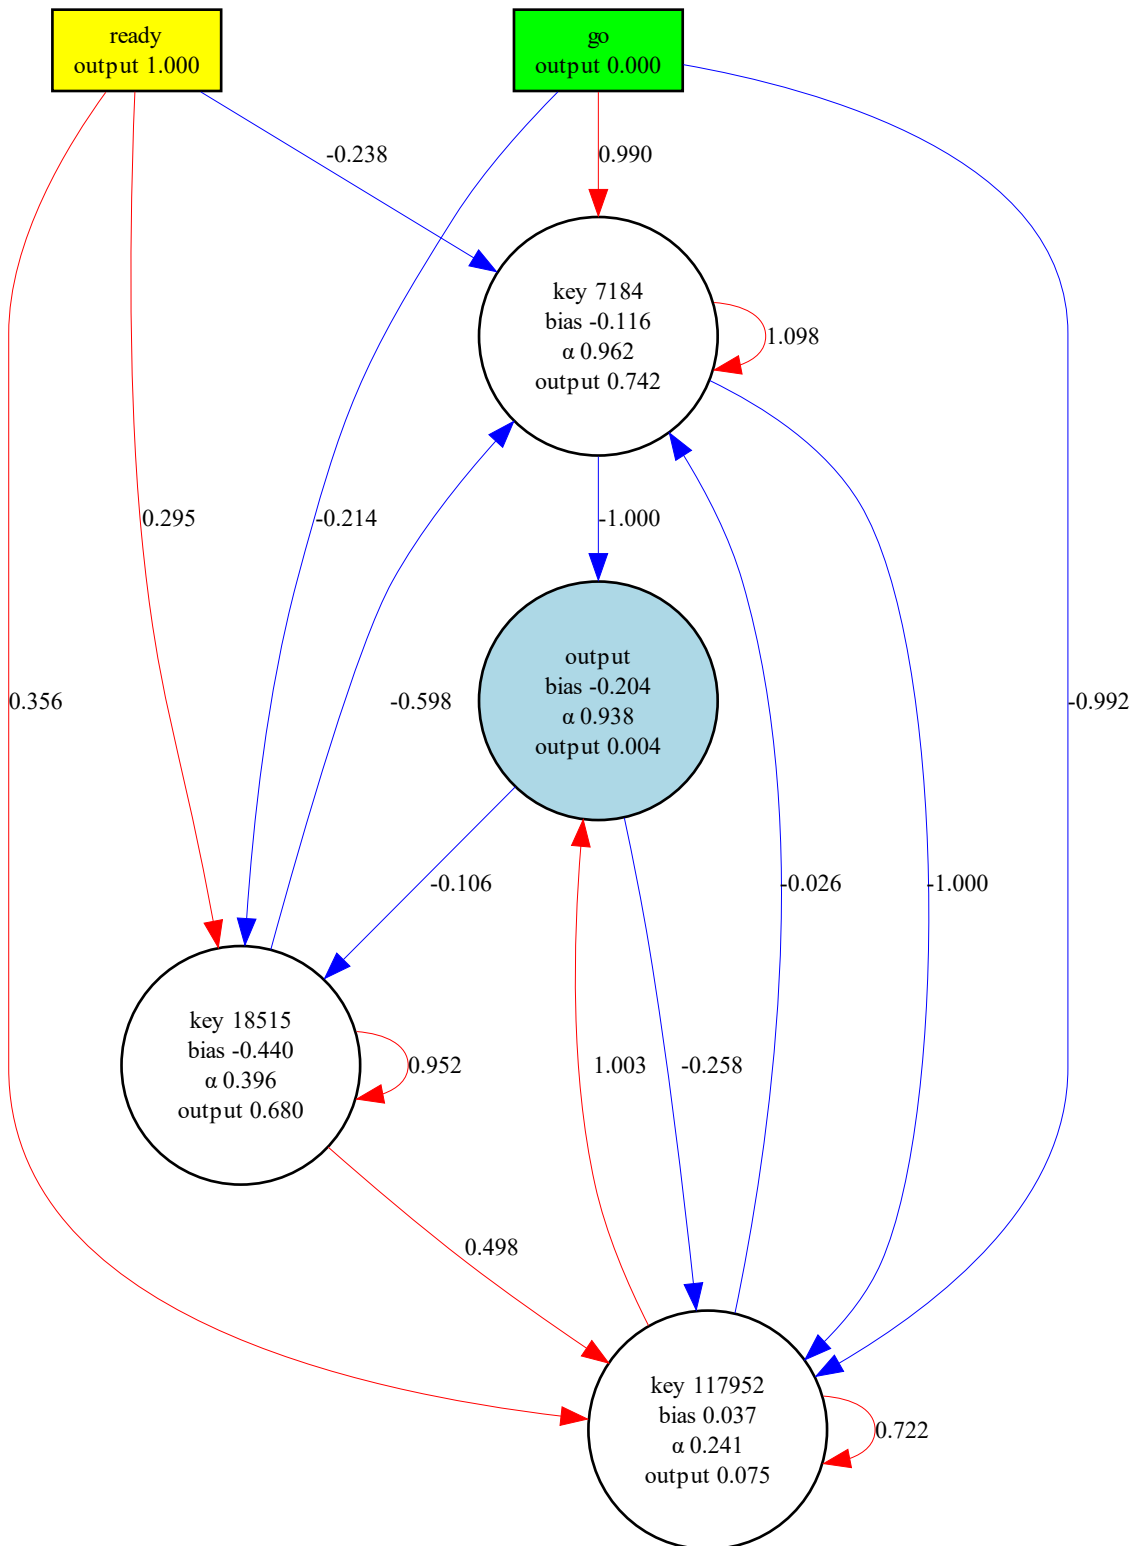 ready
output 1.000
go
output 0.000
-0.238
0.990
key 7184
bias -0.116
α 0.962
output 0.742
1.098
0.295
-0.214
-1.000
output
bias -0.204
α 0.938
output 0.004
0.356
-0.598
-0.992
-0.106
-0.026
-1.000
key 18515
bias -0.440
α 0.396
output 0.680
0.952
1.003
-0.258
0.498
key 117952
bias 0.037
α 0.241
output 0.075
0.722